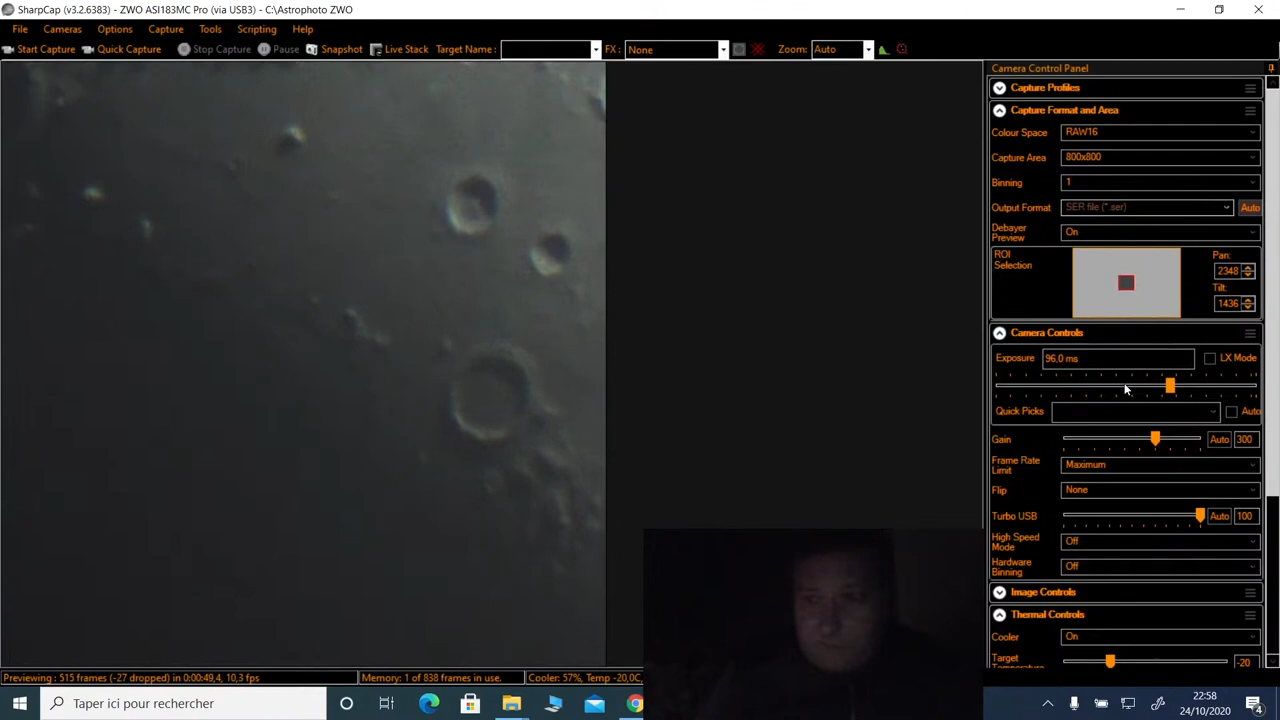 SharpCap (v3.2.6383) - ZWO ASI183MC Pro (via USB3) - C:\Astrophoto ZWO
File Cameras Options Capture Tools Scripting Help
Start Capture Quick Capture Stop Capture Pause Snapshot Live Stack Target Name : FX : None Zoom: Auto
Camera Control Panel
Capture Profiles
Capture Format and Area
Colour Space RAW16
Capture Area 800x800
Binning 1
Output Format SER file (*.ser) Auto
Debayer
Preview On
ROI
Selection
Pan:
2348
Tilt:
1436
Camera Controls
Exposure 96,0 ms LX Mode
Quick Picks Auto
Gain Auto 300
Frame Rate
Limit Maximum
Flip None
Turbo USB Auto 100
High Speed
Mode Off
Hardware
Binning Off
Image Controls
Thermal Controls
Cooler On
Target -20
Previewing : 515 frames (-27 dropped) in 0:00:49,4, 10,3 fps Memory: 1 of 838 frames in use. Cooler: 57%, Temp -20,0C,
Taper ici pour rechercher
22:58
24/10/2020
4